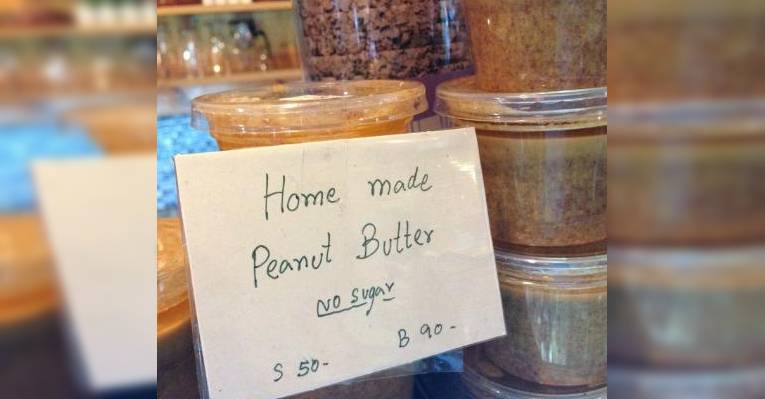 Home made
Peanut Butter
NO sugar
S 50-
B 90-